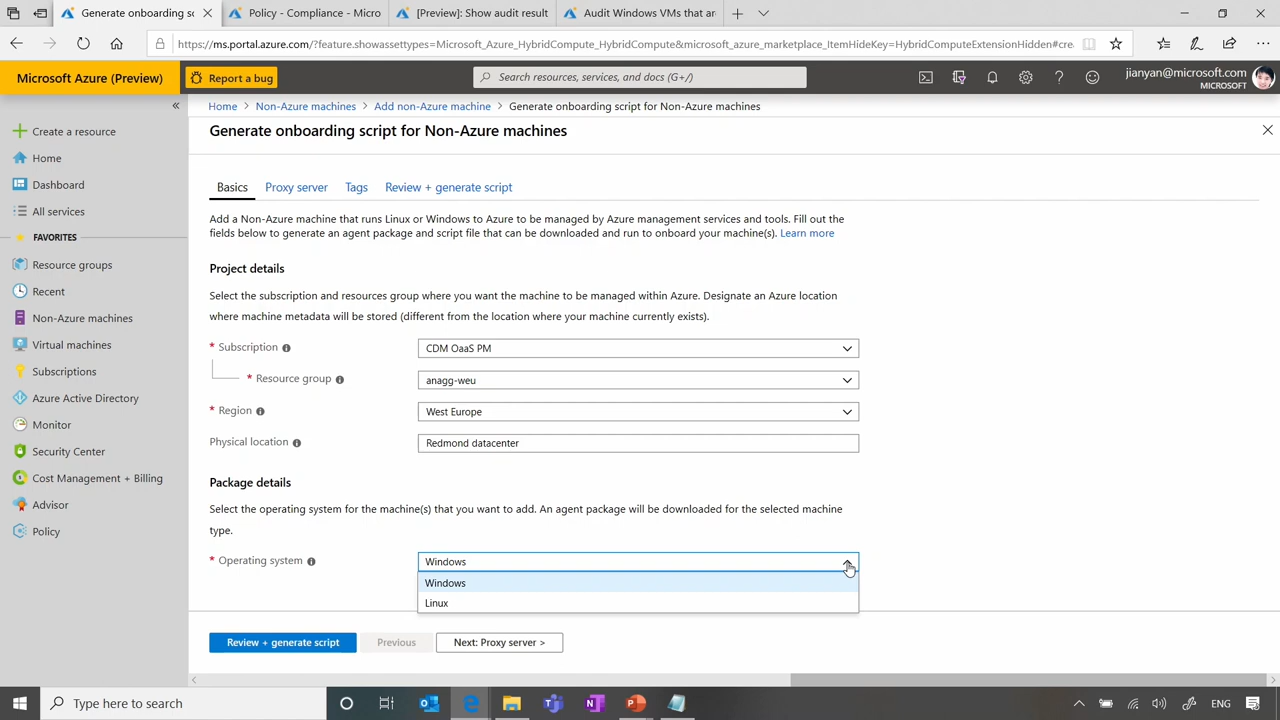 Generate onboarding sc
Policy - Compliance - Micro
[Preview]: Show audit result
Audit Windows VMs that ar
https://ms.portal.azure.com/?feature.showassettypes=Microsoft_Azure_HybridCompute_HybridCompute&microsoft_azure_marketplace_ItemHideKey=HybridComputeExtensionHidden#cre
Microsoft Azure (Preview)
Report a bug
Search resources, services, and docs (G+/)
jianyan@microsoft.com
MICROSOFT
Home
Non-Azure machines
Add non-Azure machine
Generate onboarding script for Non-Azure machines
Generate onboarding script for Non-Azure machines
Create a resource
Home
Dashboard
All services
FAVORITES
Resource groups
Recent
Non-Azure machines
Virtual machines
Subscriptions
Azure Active Directory
Monitor
Security Center
Cost Management + Billing
Advisor
Policy
Basics
Proxy server
Tags
Review + generate script
Add a Non-Azure machine that runs Linux or Windows to Azure to be managed by Azure management services and tools. Fill out the
fields below to generate an agent package and script file that can be downloaded and run to onboard your machine(s). Learn more
Project details
Select the subscription and resources group where you want the machine to be managed within Azure. Designate an Azure location
where machine metadata will be stored (different from the location where your machine currently exists).
* Subscription
CDM OaaS PM
* Resource group
anagg-weu
* Region
West Europe
Physical location
Redmond datacenter
Package details
Select the operating system for the machine(s) that you want to add. An agent package will be downloaded for the selected machine
type.
* Operating system
Windows
Windows
Linux
Review + generate script
Previous
Next: Proxy server >
Type here to search
ENG